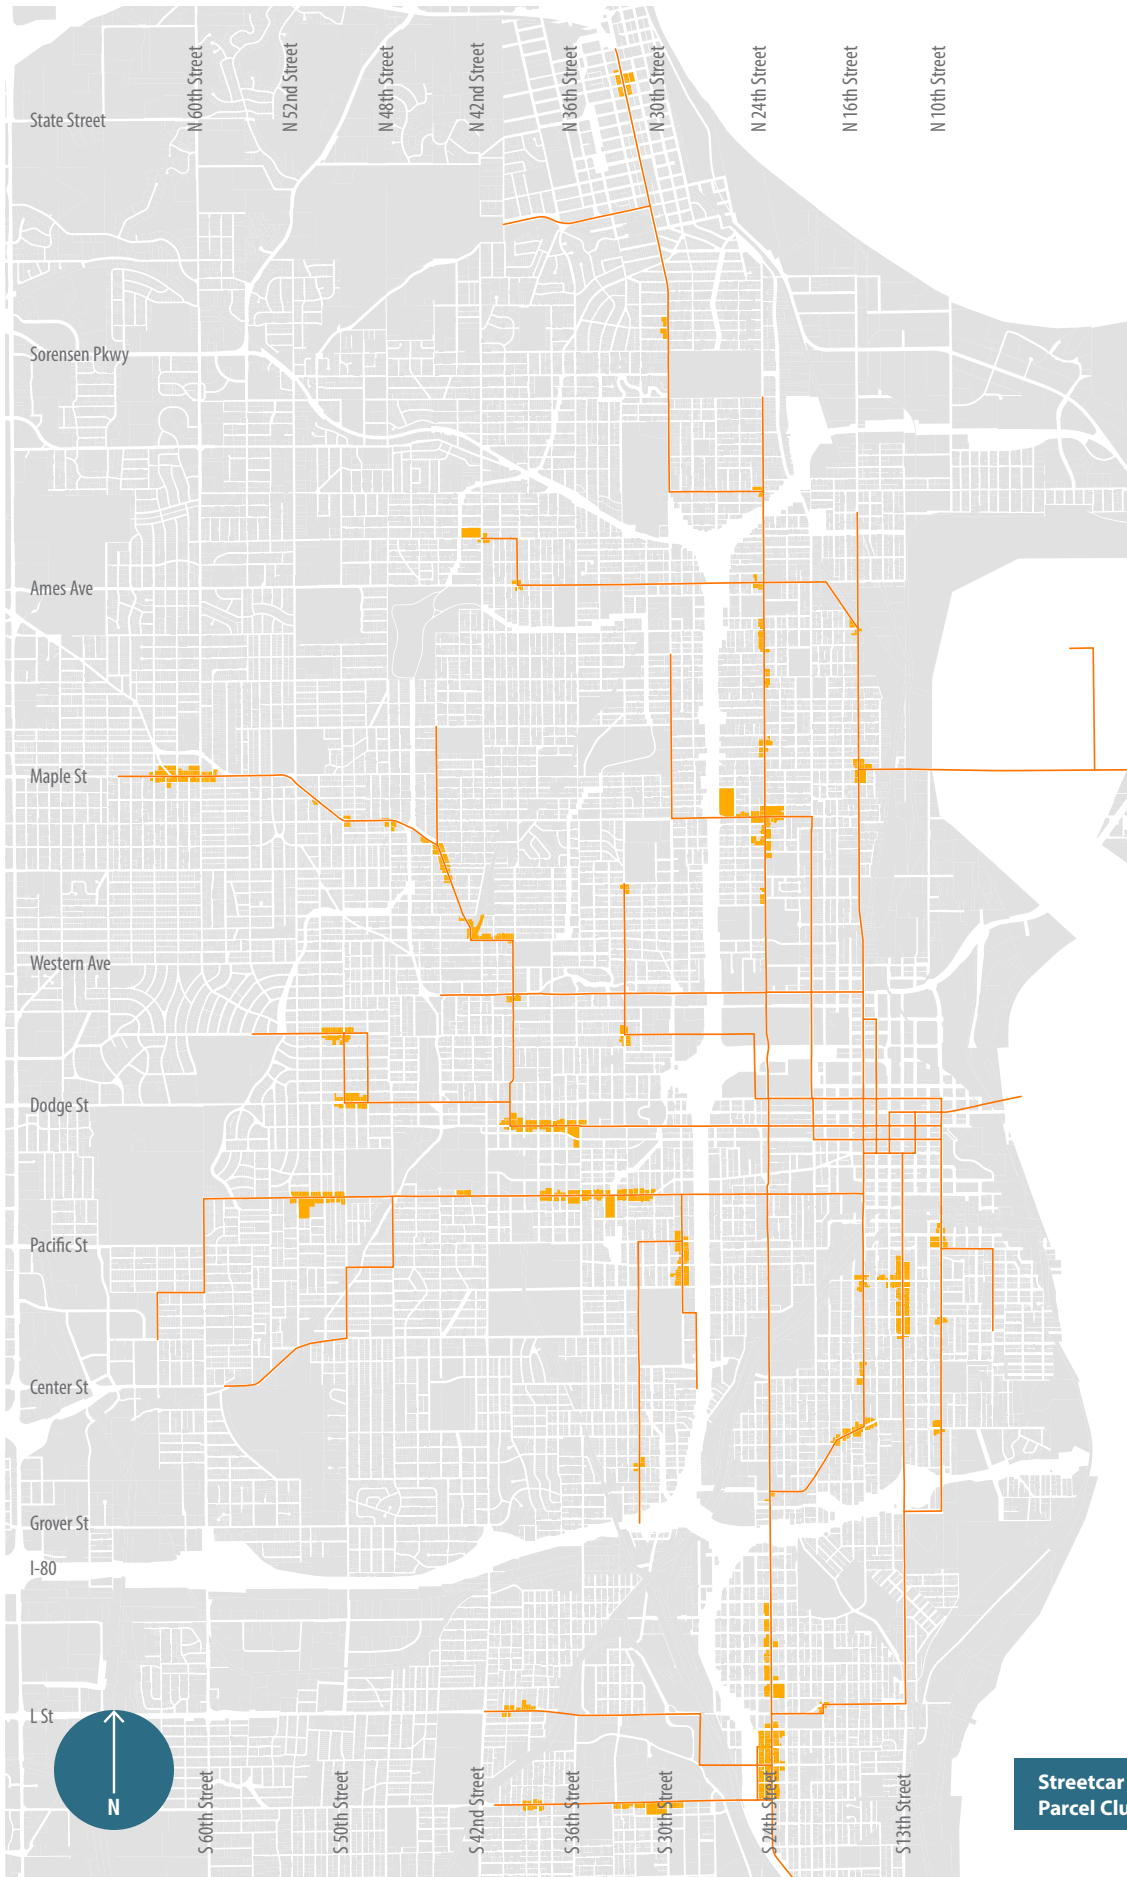 N 60th Street
N 52nd Street
N 48th Street
N 42nd Street
N 36th Street
N 30th Street
N 24th Street
N 16th Street
N 10th Street
State Street
Sorensen Pkwy
Ames Ave
Maple St
Western Ave
Dodge St
Pacific St
Center St
Grover St
I-80
L St
N
S 60th Street
S 50th Street
S 42nd Street
S 36th Street
S 30th Street
S 24th Street
S 13th Street
Streetcar
Parcel Clu